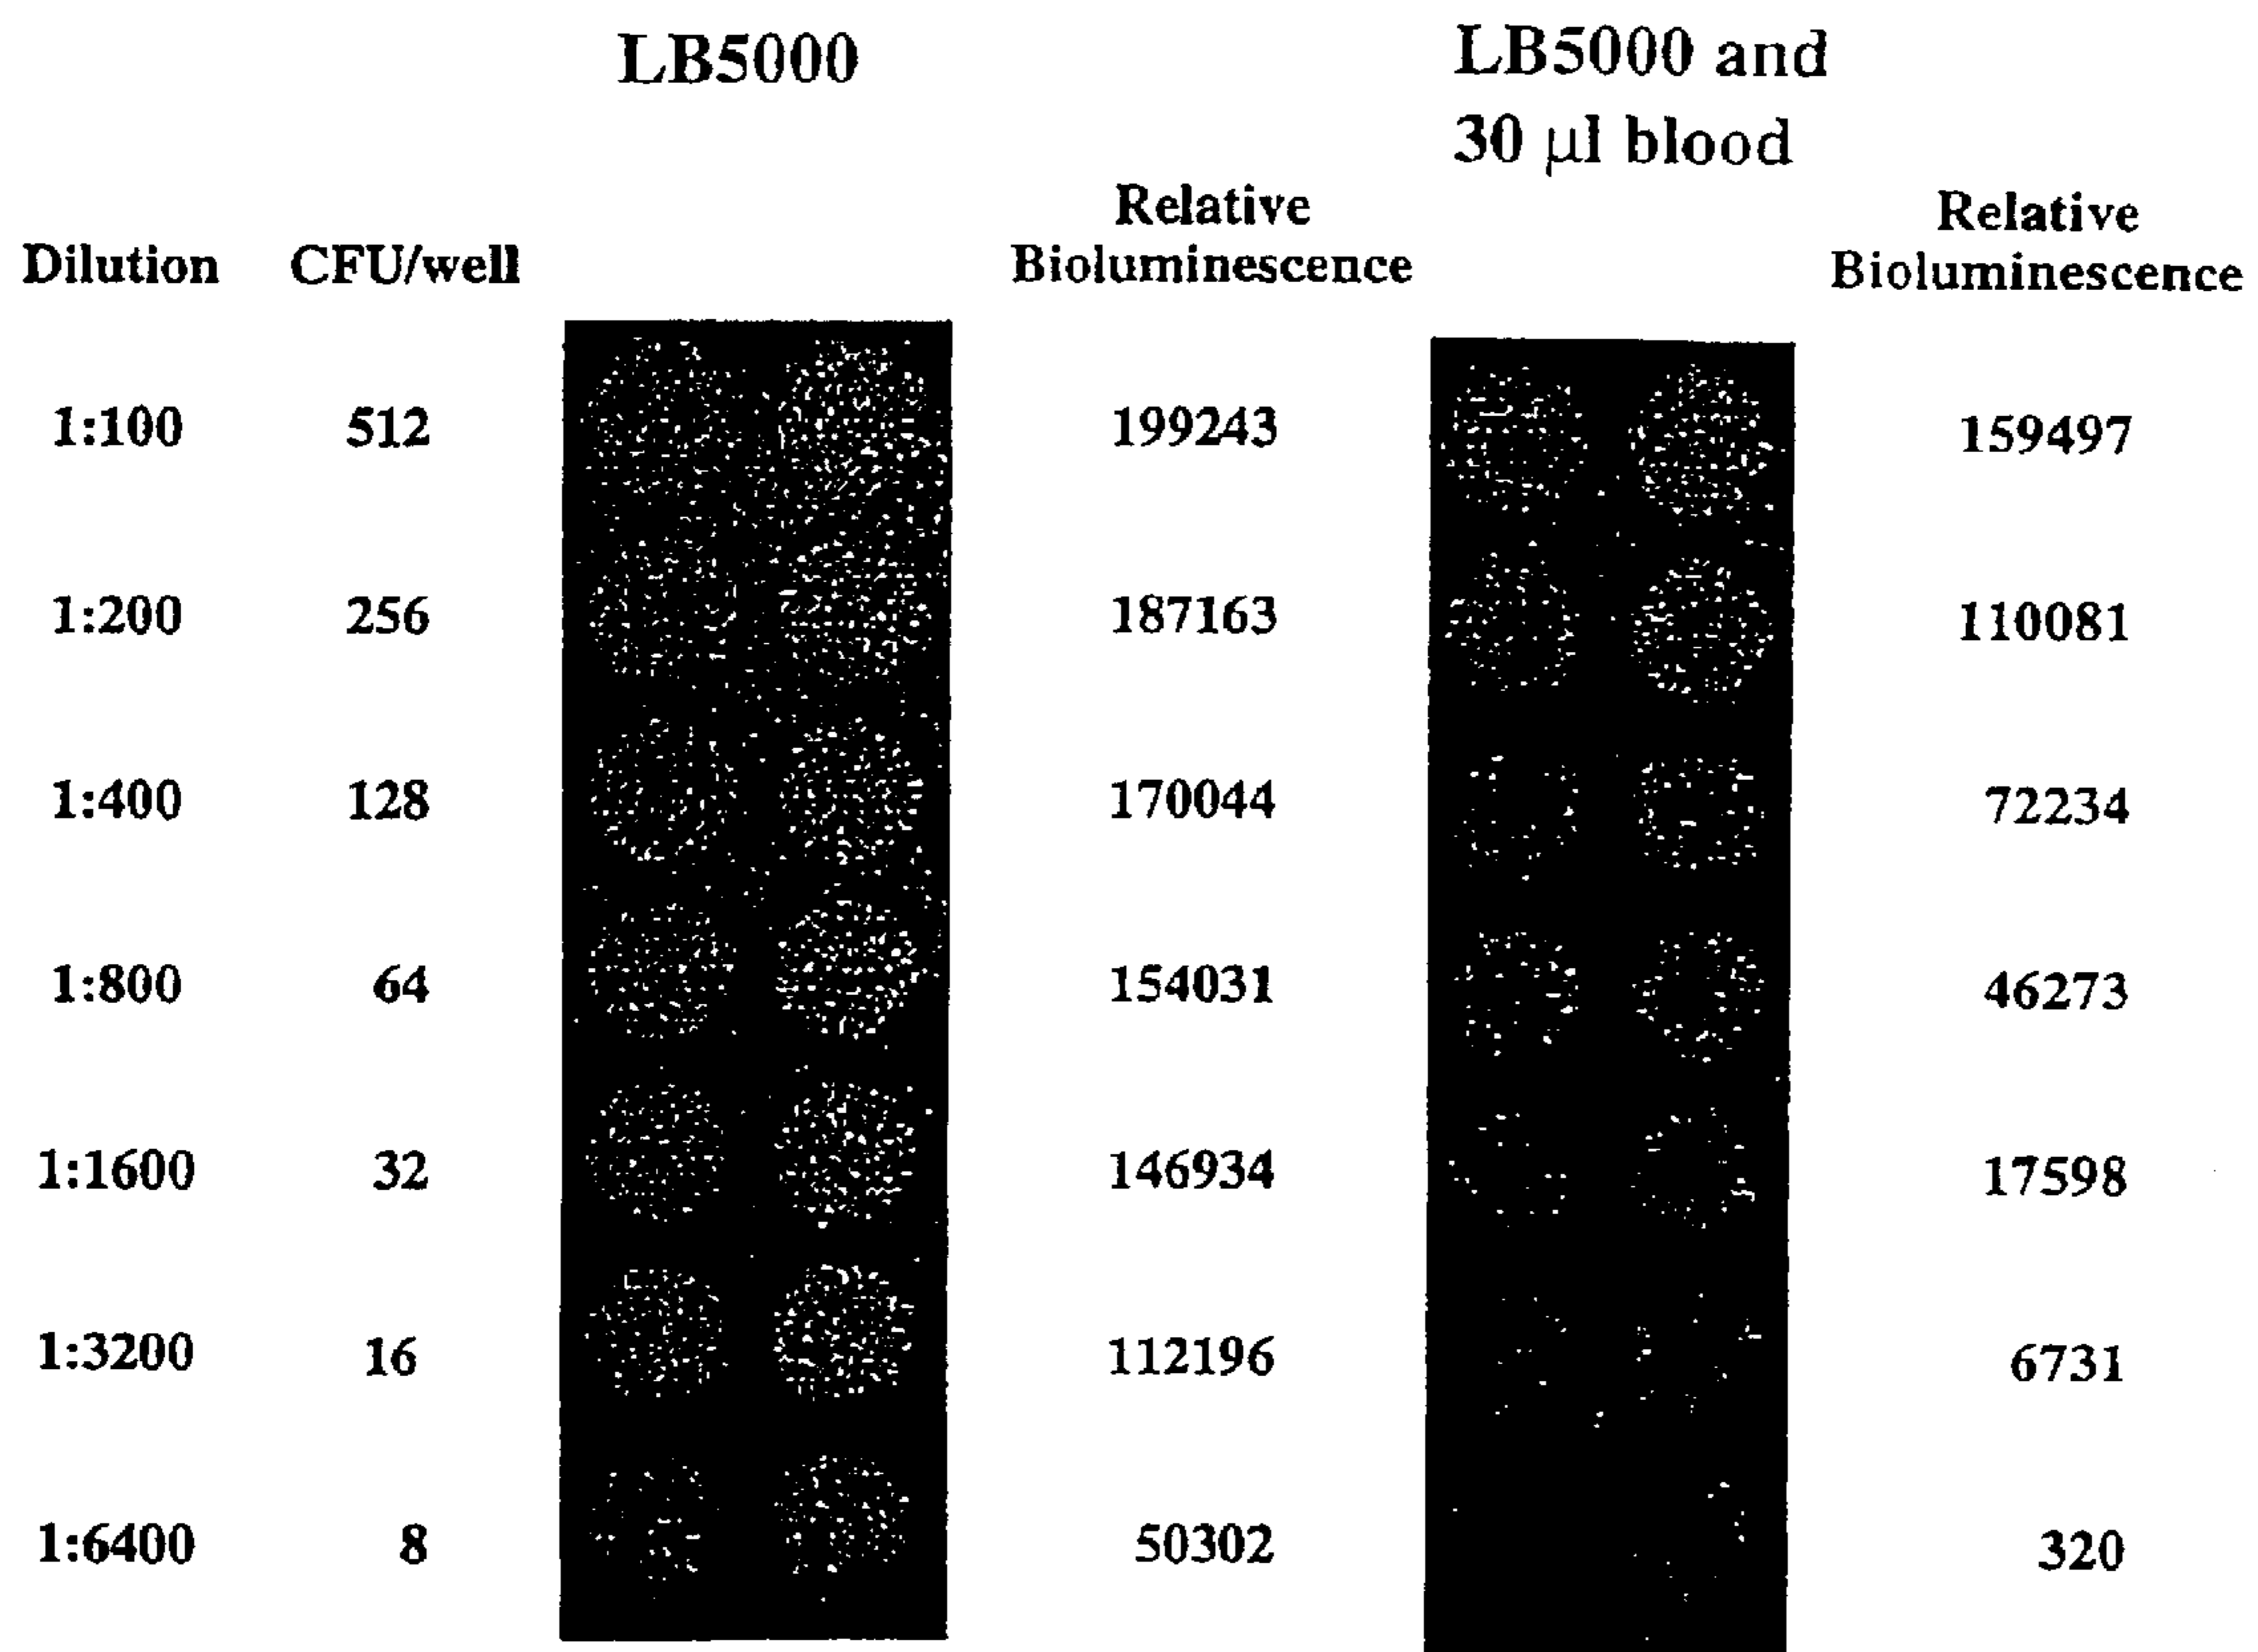 LB5000
LB5000 and
30 µl blood
Relative
Bioluminescence
Relative
Bioluminescence
Dilution CFU/well
1:100 512 199243 159497
1:200 256 187163 110081
1:400 128 170044 72234
1:800 64 154031 46273
1:1600 32 146934 17598
1:3200 16 112196 6731
1:6400 8 50302 320